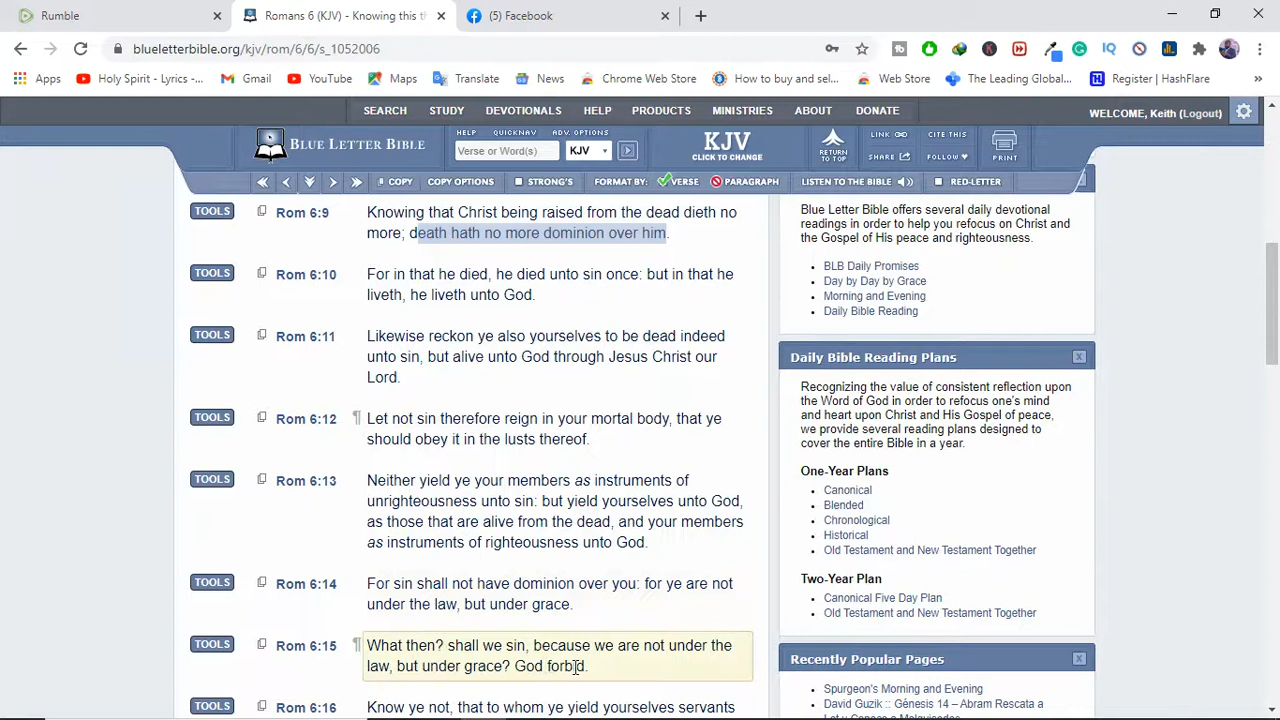 Rumble
Romans 6 (KJV) - Knowing this th
(5) Facebook
blueletterbible.org/kjv/rom/6/6/s_1052006
Apps
Holy Spirit - Lyrics -...
Gmail
YouTube
Maps
Translate
News
Chrome Web Store
How to buy and sel...
Web Store
The Leading Global...
Register | HashFlare
SEARCH STUDY DEVOTIONALS HELP PRODUCTS MINISTRIES ABOUT DONATE
WELCOME, Keith (Logout)
BLUE LETTER BIBLE
HELP QUICKNAV ADV. OPTIONS
Verse or Word(s) KJV
KJV
CLICK TO CHANGE
RETURN
TO TOP
LINK
SHARE
CITE THIS
FOLLOW
PRINT
COPY COPY OPTIONS STRONG'S FORMAT BY: VERSE PARAGRAPH LISTEN TO THE BIBLE RED-LETTER
TOOLS Rom 6:9 Knowing that Christ being raised from the dead dieth no
more; death hath no more dominion over him.
TOOLS Rom 6:10 For in that he died, he died unto sin once: but in that he
liveth, he liveth unto God.
TOOLS Rom 6:11 Likewise reckon ye also yourselves to be dead indeed
unto sin, but alive unto God through Jesus Christ our
Lord.
TOOLS Rom 6:12 ¶ Let not sin therefore reign in your mortal body, that ye
should obey it in the lusts thereof.
TOOLS Rom 6:13 Neither yield ye your members as instruments of
unrighteousness unto sin: but yield yourselves unto God,
as those that are alive from the dead, and your members
as instruments of righteousness unto God.
TOOLS Rom 6:14 For sin shall not have dominion over you: for ye are not
under the law, but under grace.
TOOLS Rom 6:15 ¶ What then? shall we sin, because we are not under the
law, but under grace? God forbid.
TOOLS Rom 6:16 Know ye not, that to whom ye yield yourselves servants
Blue Letter Bible offers several daily devotional
readings in order to refocus on Christ and
the Gospel of His peace and righteousness.
BLB Daily Promises
Day by Day by Grace
Morning and Evening
Daily Bible Reading
Daily Bible Reading Plans
Recognizing the value of consistent reflection upon
the Word of God in order to refocus one's mind
and heart upon Christ and His Gospel of peace,
we provide several reading plans designed to
cover the entire Bible in a year.
One-Year Plans
Canonical
Blended
Chronological
Historical
Old Testament and New Testament Together
Two-Year Plan
Canonical Five Day Plan
Old Testament and New Testament Together
Recently Popular Pages
Spurgeon's Morning and Evening
David Guzik :: Génesis 14 – Abram Rescata a